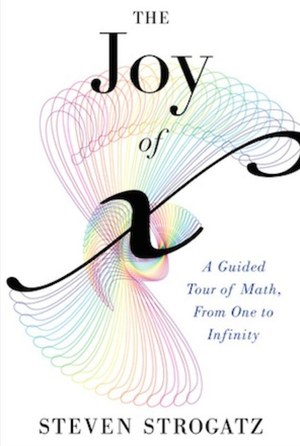 THE
Joy
of
x
A Guided
Tour of Math,
From One to
Infinity
STEVEN STROGATZ